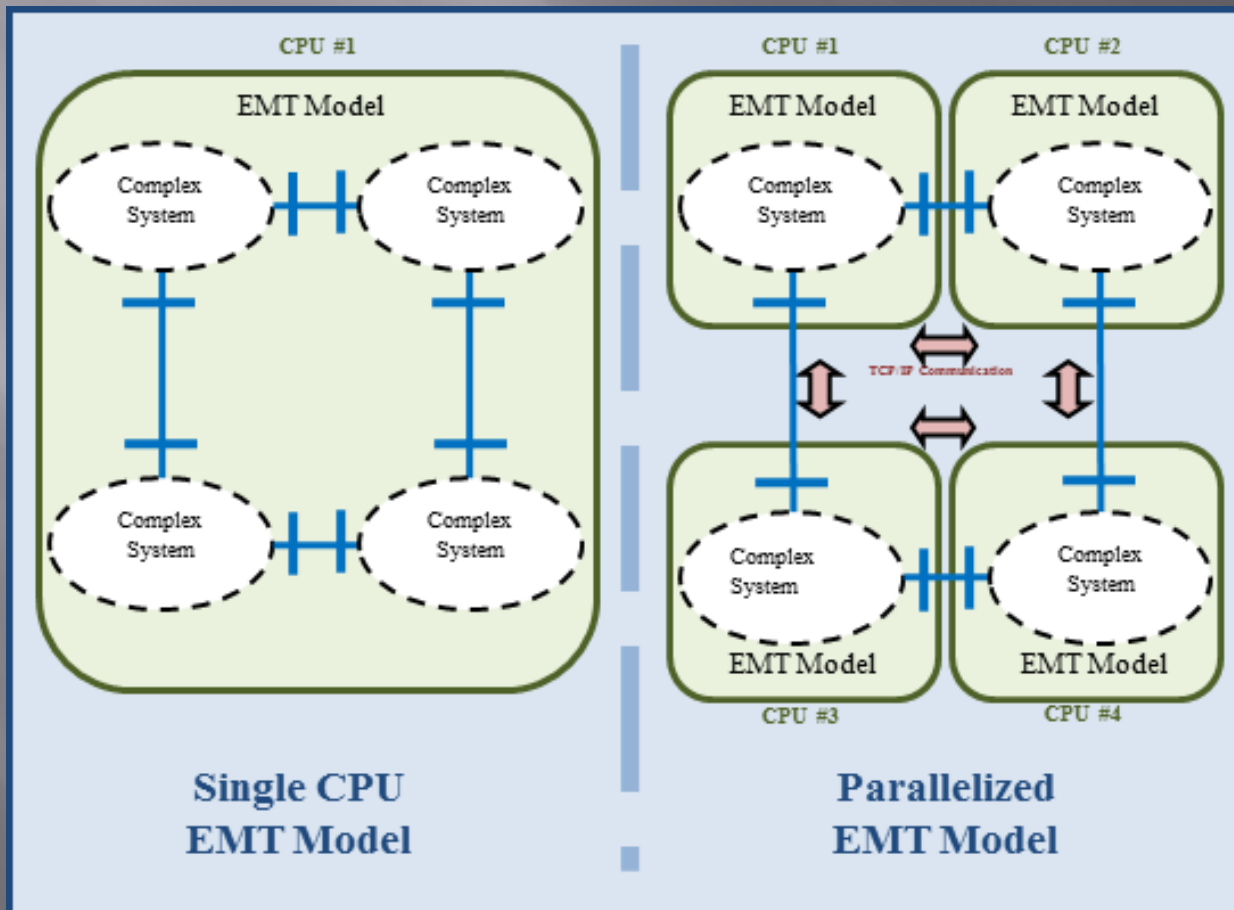 CPU #1
EMT Model
Complex
System
Complex
System
Complex
System
Complex
System
Single CPU
EMT Model
CPU #1
CPU #2
EMT Model
EMT Model
Complex
System
Complex
System
TCP/IP Communication
Complex
System
Complex
System
EMT Model
EMT Model
CPU #3
CPU #4
Parallelized
EMT Model